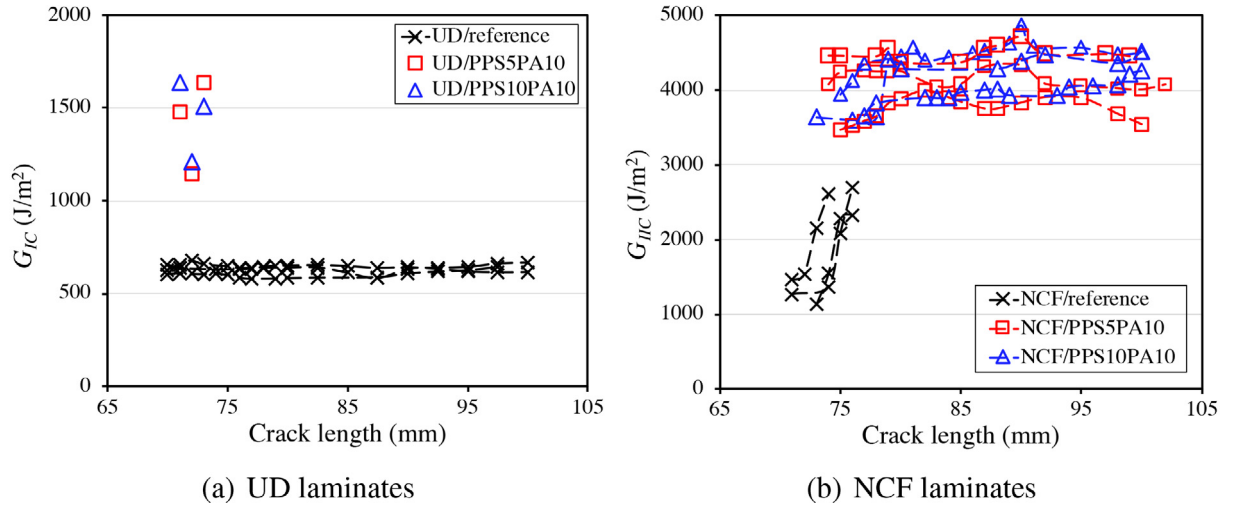 2000
1500
1000
500
0
65 75 85 95 105
G_IC (J/m²)
Crack length (mm)
UD/reference
UD/PPS5PA10
UD/PPS10PA10
(a) UD laminates
5000
4000
3000
2000
1000
0
65 75 85 95 105
G_IIC (J/m²)
Crack length (mm)
NCF/reference
NCF/PPS5PA10
NCF/PPS10PA10
(b) NCF laminates